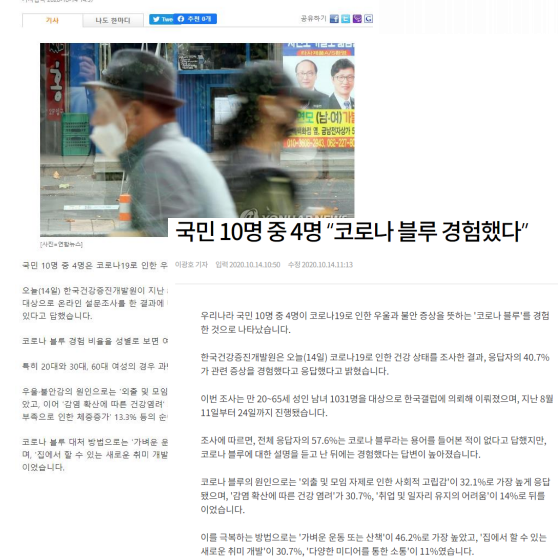 기사
나도 한마디
Twee
추천 0개
공유하기
G
YONHAPNEWS
[사진=연합뉴스]
국민 10명 중 4명은 코로나19로 인한 우
오늘(14일) 한국건강증진개발원이 지난
대상으로 온라인 설문조사를 한 결과에
있다고 답했습니다.
코로나 블루 경험 비율을 성별로 보면 여
특히 20대와 30대, 60대 여성의 경우 과
우울·불안감의 원인으로는 '외출 및 모임
았고, 이어 '감염 확산에 따른 건강염려'
부족으로 인한 체중증가' 13.3% 등의 순
코로나 블루 대처 방법으로는 '가벼운 운
며, '집에서 할 수 있는 새로운 취미 개발
이었습니다.
국민 10명 중 4명 “코로나 블루 경험했다”
이광호 기자 입력 2020.10.14.10:50 수정 2020.10.14.11:13
우리나라 국민 10명 중 4명이 코로나19로 인한 우울과 불안 증상을 뜻하는 '코로나 블루'를 경험
한 것으로 나타났습니다.
한국건강증진개발원은 오늘(14일) 코로나19로 인한 건강 상태를 조사한 결과, 응답자의 40.7%
가 관련 증상을 경험했다고 응답했다고 밝혔습니다.
이번 조사는 만 20~65세 성인 남녀 1031명을 대상으로 한국갤럽에 의뢰해 이뤄졌으며, 지난 8월
11일부터 24일까지 진행됐습니다.
조사에 따르면, 전체 응답자의 57.6%는 코로나 블루라는 용어를 들어본 적이 없다고 답했지만,
코로나 블루에 대한 설명을 듣고 난 뒤에는 경험했다는 답변이 높아졌습니다.
코로나 블루의 원인으로는 '외출 및 모임 자제로 인한 사회적 고립감'이 32.1%로 가장 높게 응답
됐으며, '감염 확산에 따른 건강 염려'가 30.7%, '취업 및 일자리 유지의 어려움'이 14%로 뒤를
이었습니다.
이를 극복하는 방법으로는 '가벼운 운동 또는 산책'이 46.2%로 가장 높았고, '집에서 할 수 있는
새로운 취미 개발'이 30.7%, '다양한 미디어를 통한 소통'이 11%였습니다.